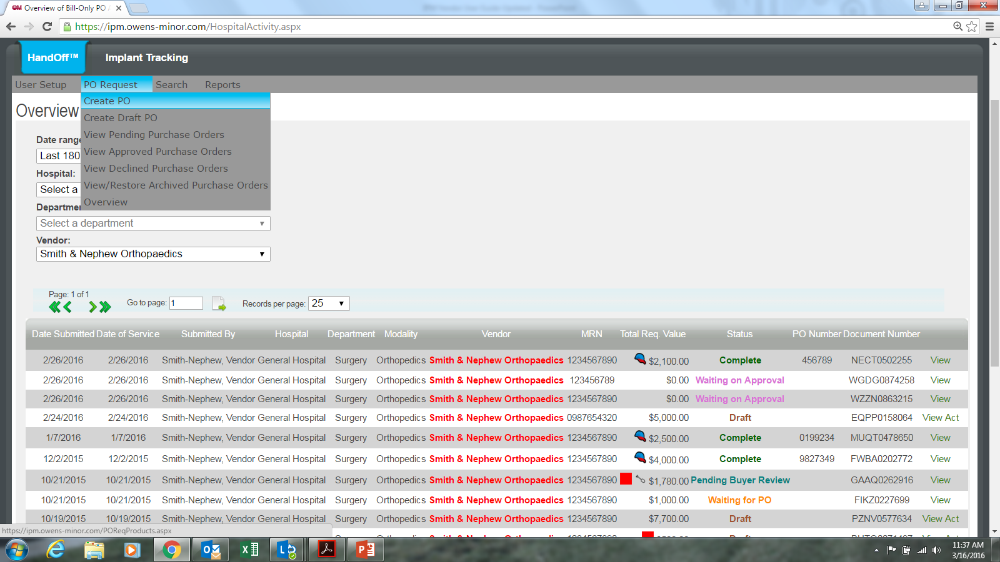 OM Overview of Bill-Only PO
https://ipm.owens-minor.com/HospitalActivity.aspx
HandOff™ Implant Tracking
User Setup PO Request Search Reports
Create PO
Overview
Create Draft PO
View Pending Purchase Orders
Date range
View Approved Purchase Orders
Last 180
View Declined Purchase Orders
Hospital:
View/Restore Archived Purchase Orders
Select a
Overview
Departme
Select a department
Vendor:
Smith & Nephew Orthopaedics
Page: 1 of 1
Go to page: 1 Records per page: 25
Date Submitted Date of Service Submitted By Hospital Department Modality Vendor MRN Total Req. Value Status PO Number Document Number
2/26/2016 2/26/2016 Smith-Nephew, Vendor General Hospital Surgery Orthopedics Smith & Nephew Orthopaedics 1234567890 $2,100.00 Complete 456789 NECT0502255 View
2/26/2016 2/26/2016 Smith-Nephew, Vendor General Hospital Surgery Orthopedics Smith & Nephew Orthopaedics 123456789 $0.00 Waiting on Approval WGDG0874258 View
2/26/2016 2/26/2016 Smith-Nephew, Vendor General Hospital Surgery Orthopedics Smith & Nephew Orthopaedics 1234567890 $0.00 Waiting on Approval WZZN0863215 View
2/24/2016 2/24/2016 Smith-Nephew, Vendor General Hospital Surgery Orthopedics Smith & Nephew Orthopaedics 0987654320 $5,000.00 Draft EQPP0158064 View Act
1/7/2016 1/7/2016 Smith-Nephew, Vendor General Hospital Surgery Orthopedics Smith & Nephew Orthopaedics 1234567890 $2,500.00 Complete 0199234 MUQT0478650 View
12/2/2015 12/2/2015 Smith-Nephew, Vendor General Hospital Surgery Orthopedics Smith & Nephew Orthopaedics 1234567890 $4,000.00 Complete 9827349 FWBA0202772 View
10/21/2015 10/21/2015 Smith-Nephew, Vendor General Hospital Surgery Orthopedics Smith & Nephew Orthopaedics 1234567890 $1,780.00 Pending Buyer Review GAAQ0262916 View
10/21/2015 10/21/2015 Smith-Nephew, Vendor General Hospital Surgery Orthopedics Smith & Nephew Orthopaedics 1234567890 $1,000.00 Waiting for PO FIKZ0227699 View
10/19/2015 10/19/2015 Smith-Nephew, Vendor General Hospital Surgery Orthopedics Smith & Nephew Orthopaedics 1234567890 $7,700.00 Draft PZNV0577634 View Act
https://ipm.owens-minor.com/POReqProducts.aspx
11:37 AM
3/16/2016